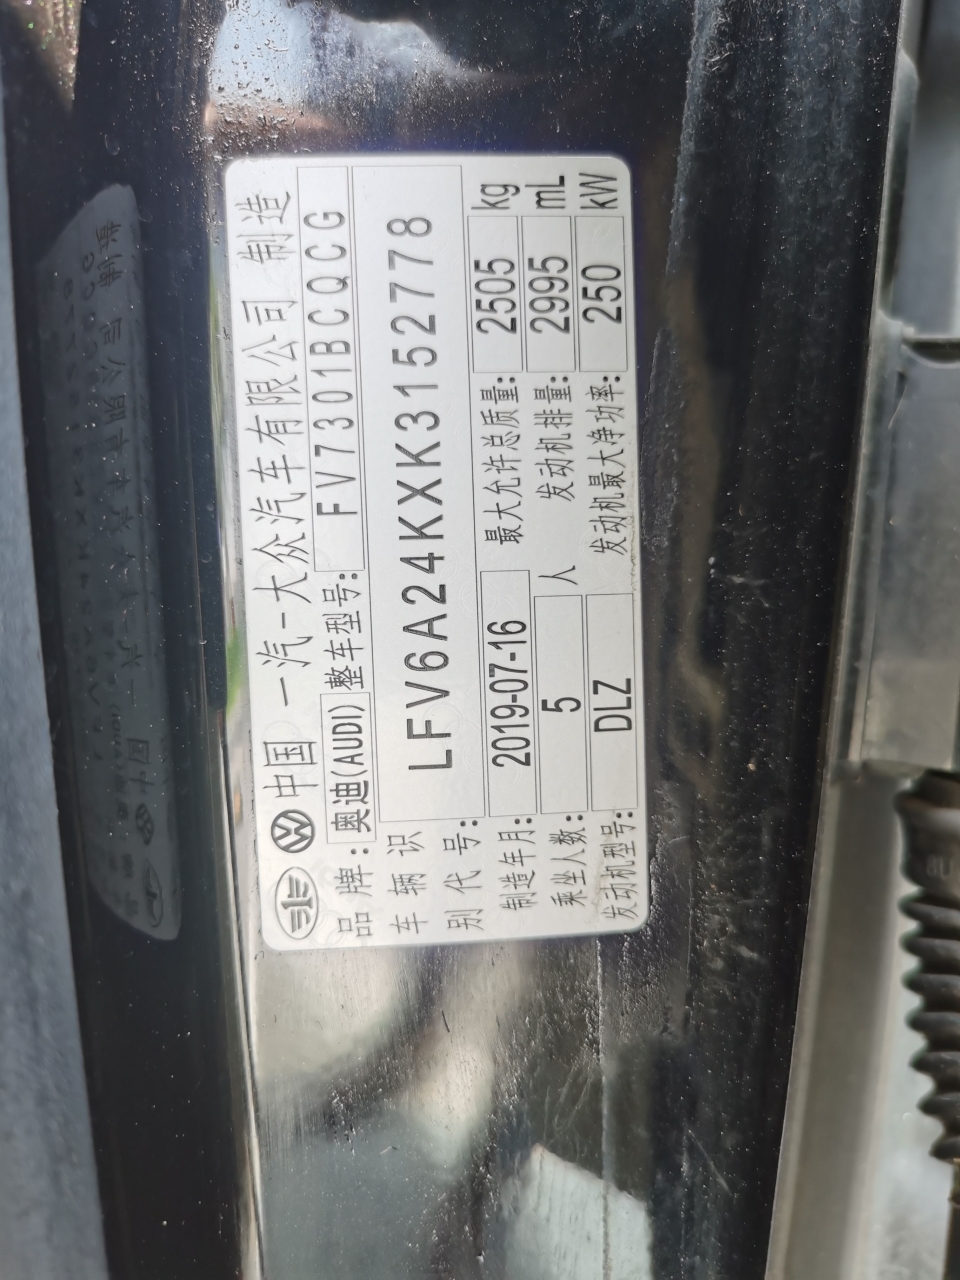 中国 一汽-大众汽车有限公司 制造
品牌: 奥迪(AUDI) 整车型号: FV7301BCQCG
车辆识别代号: LFV6A24KXK3152778
制造年月: 2019-07-16 最大允许总质量: 2505 kg
乘坐人数: 5 人 发动机排量: 2995 mL
发动机型号: DLZ 发动机最大净功率: 250 kW